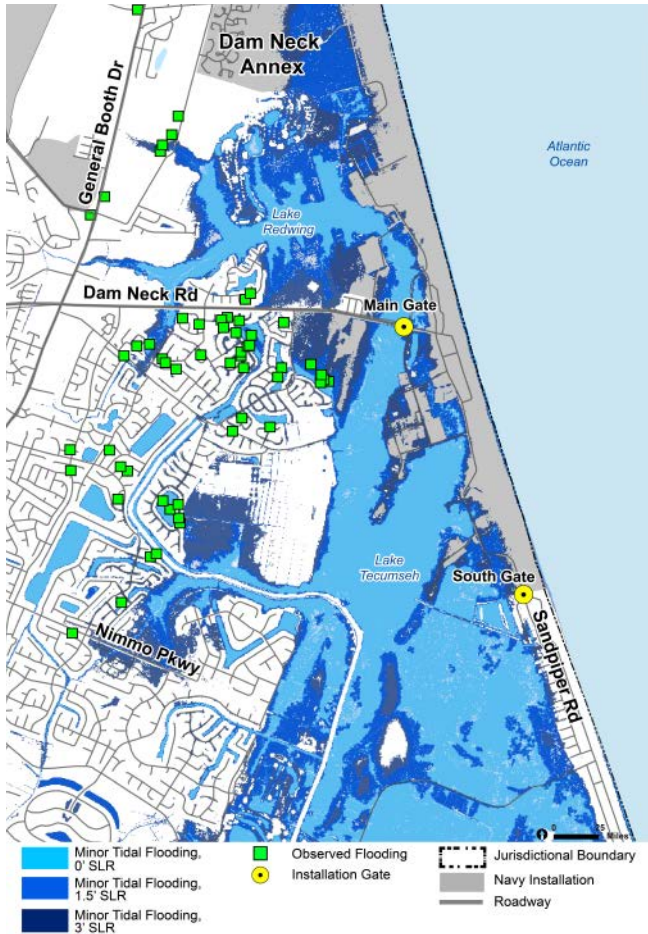 Dam Neck
Annex
General Booth Dr
Atlantic
Ocean
Lake
Redwing
Dam Neck Rd
Main Gate
Lake
Tecumseh
South Gate
Sandpiper Rd
Nimmo Pkwy
Minor Tidal Flooding,
0' SLR
Minor Tidal Flooding,
1.5' SLR
Minor Tidal Flooding,
3' SLR
Observed Flooding
Installation Gate
0
Miles
Jurisdictional Boundary
Navy Installation
Roadway